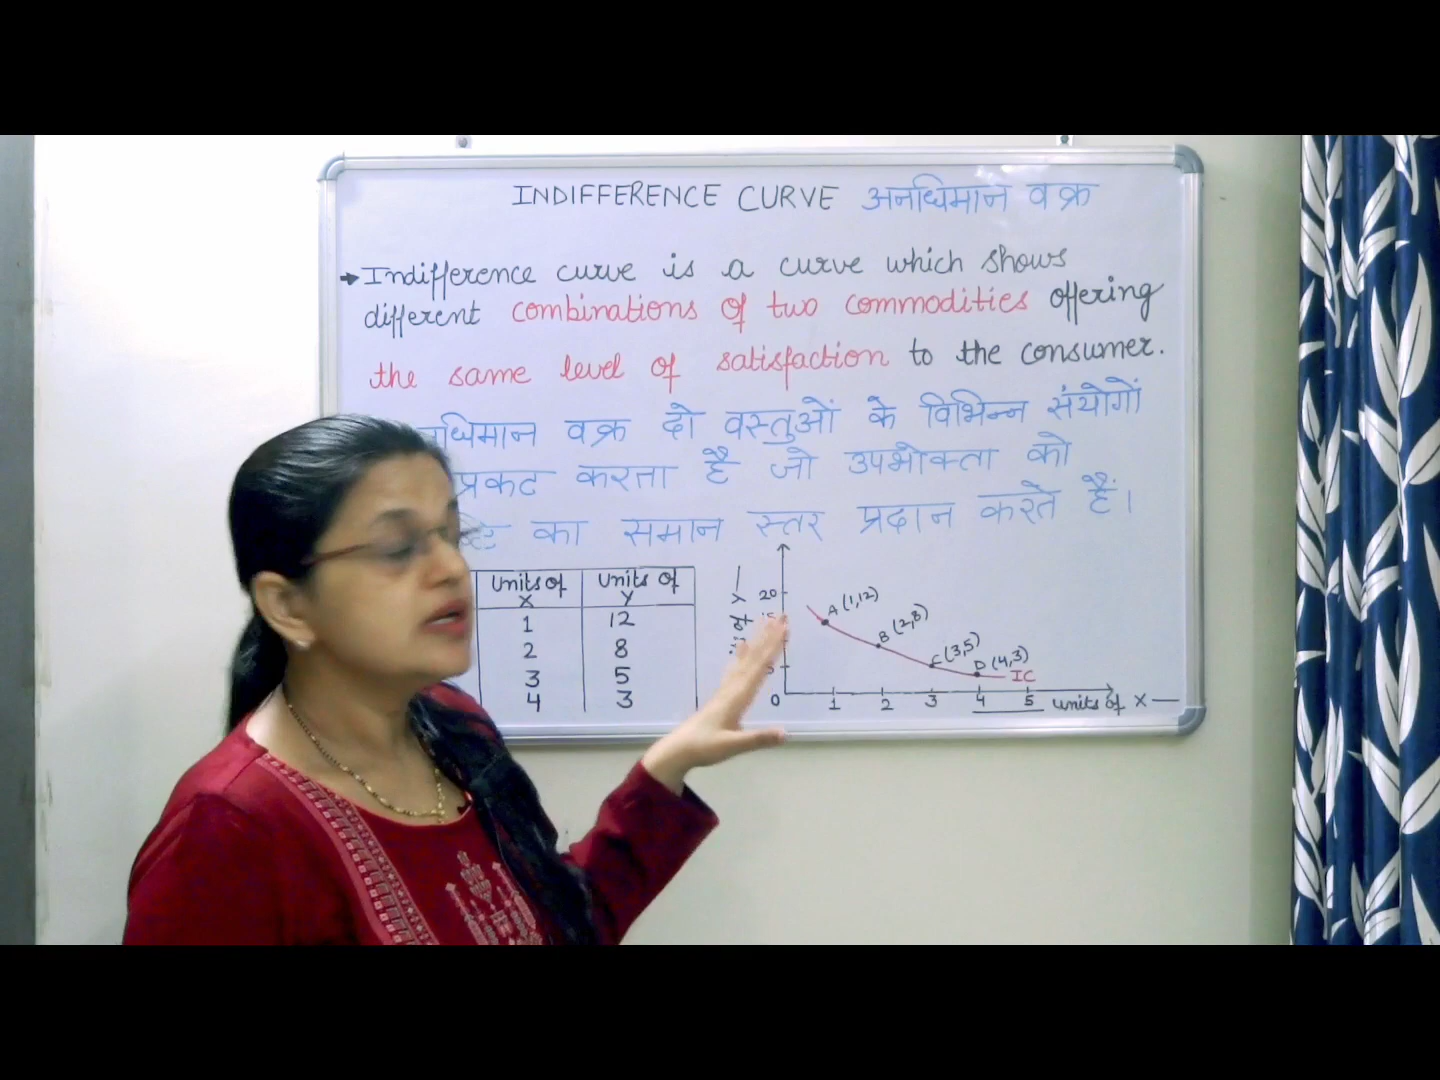 INDIFFERENCE CURVE अनधिमान वक्र
Indifference curve is a curve which shows
different combinations of two commodities offering
the same level of satisfaction to the consumer.
वक्र दो वस्तुओं के विभिन्न संयोगों
प्रकट करता है जो उपभोक्ता को
का समान स्तर प्रदान करते हैं।
Units of X Units of Y
1 12
2 8
3 5
4 3
20
A (1,12)
B (2,8)
C (3,5)
D (4,3)
IC
0 1 2 3 4 5 units of X